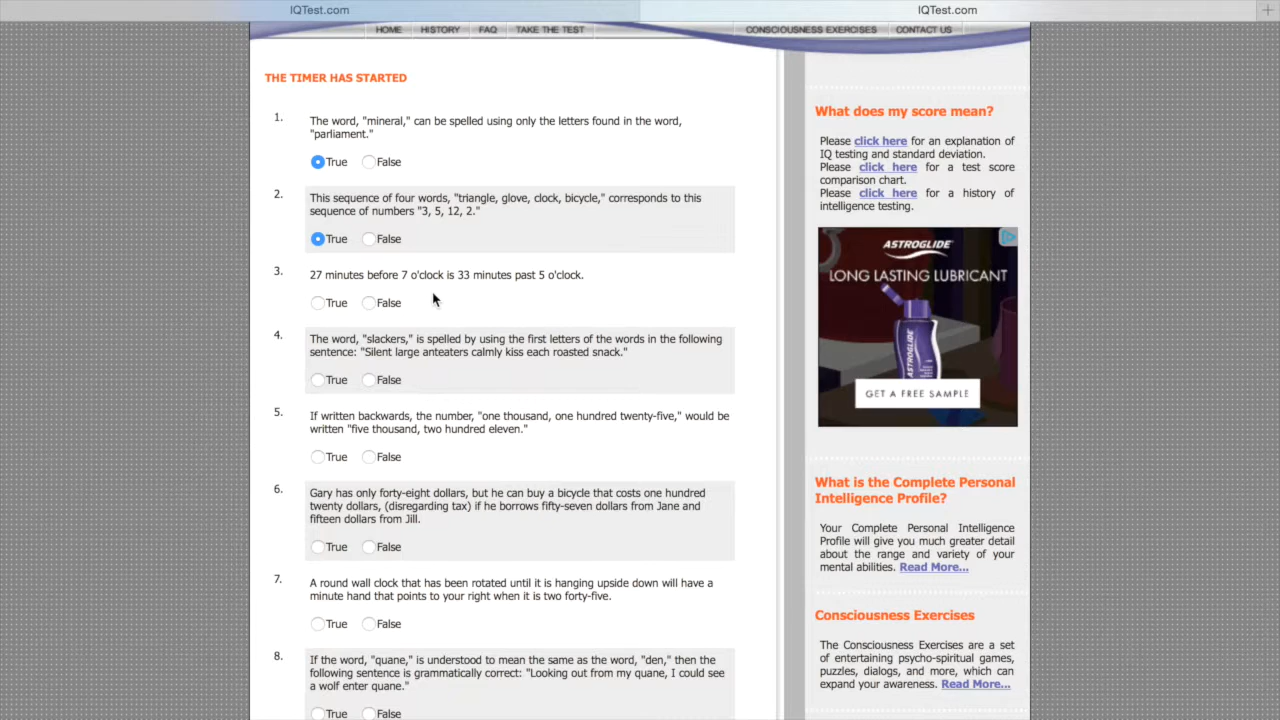 IQTest.com
IQTest.com
HOME
HISTORY
FAQ
TAKE THE TEST
CONSCIOUSNESS EXERCISES
CONTACT US
THE TIMER HAS STARTED
1.
The word, "mineral," can be spelled using only the letters found in the word,
"parliament."
True
False
2.
This sequence of four words, "triangle, glove, clock, bicycle," corresponds to this
sequence of numbers "3, 5, 12, 2."
True
False
3.
27 minutes before 7 o'clock is 33 minutes past 5 o'clock.
True
False
4.
The word, "slackers," is spelled by using the first letters of the words in the following
sentence: "Silent large anteaters calmly kiss each roasted snack."
True
False
5.
If written backwards, the number, "one thousand, one hundred twenty-five," would be
written "five thousand, two hundred eleven."
True
False
6.
Gary has only forty-eight dollars, but he can buy a bicycle that costs one hundred
twenty dollars, (disregarding tax) if he borrows fifty-seven dollars from Jane and
fifteen dollars from Jill.
True
False
7.
A round wall clock that has been rotated until it is hanging upside down will have a
minute hand that points to your right when it is two forty-five.
True
False
8.
If the word, "quane," is understood to mean the same as the word, "den," then the
following sentence is grammatically correct: "Looking out from my quane, I could see
a wolf enter quane."
True
False
What does my score mean?
Please click here for an explanation of
IQ testing and standard deviation.
Please click here for a test score
comparison chart.
Please click here for a history of
intelligence testing.
ASTROGLIDE
LONG LASTING LUBRICANT
ASTROGLIDE
GET A FREE SAMPLE
What is the Complete Personal
Intelligence Profile?
Your Complete Personal Intelligence
Profile will give you much greater detail
about the range and variety of your
mental abilities. Read More...
Consciousness Exercises
The Consciousness Exercises are a set
of entertaining psycho-spiritual games,
puzzles, dialogs, and more, which can
expand your awareness. Read More...